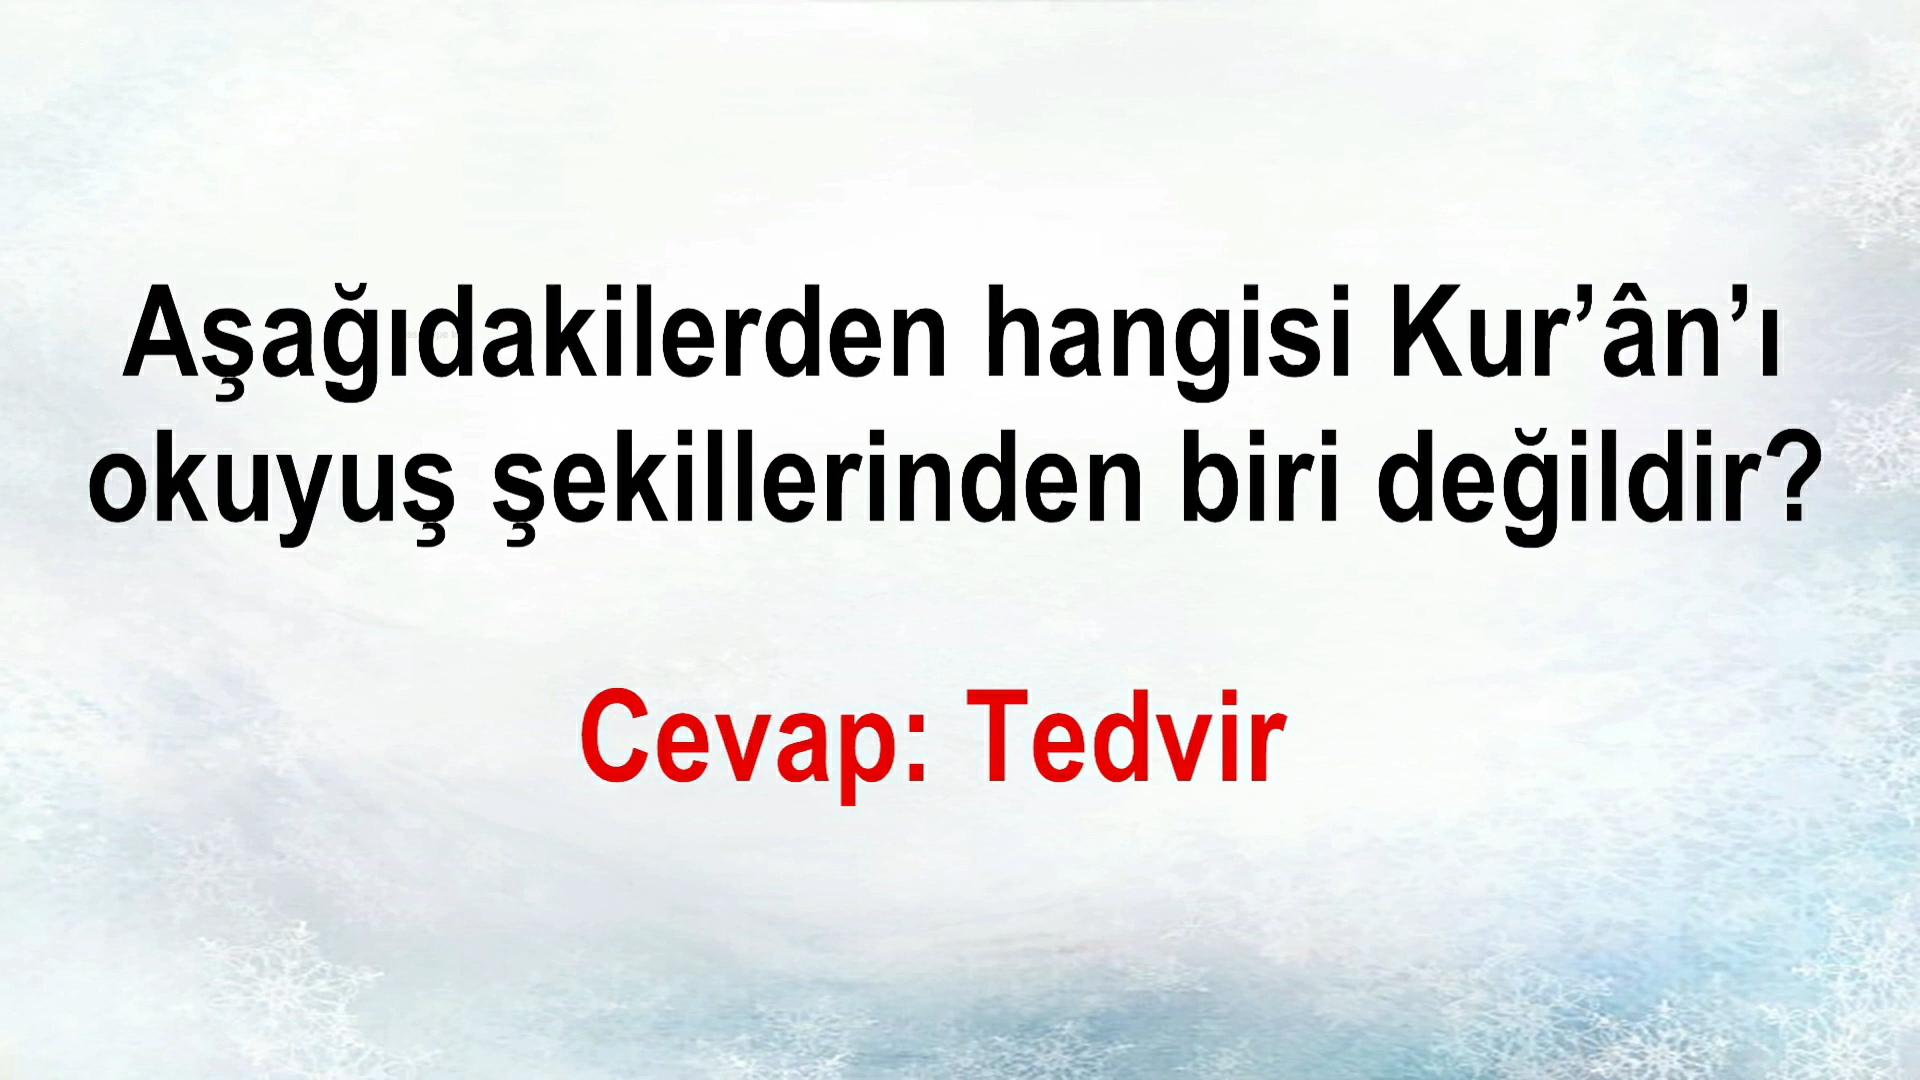 Aşağıdakilerden hangisi Kur’ân’ı
okuyuş şekillerinden biri değildir?
Cevap: Tedvir